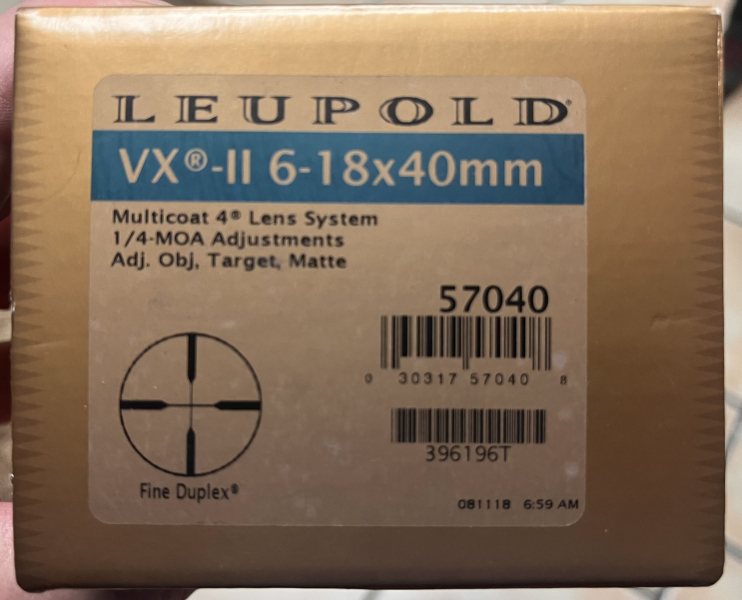 LEUPOLD®
VX®-II 6-18x40mm
Multicoat 4® Lens System
1/4-MOA Adjustments
Adj. Obj, Target, Matte
57040
0 30317 57040 8
396196T
Fine Duplex®
081118 6:59 AM